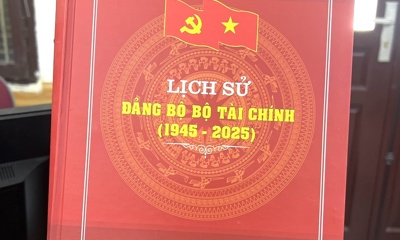 LỊCH SỬ
ĐẢNG BỘ BỘ TÀI CHÍNH
(1945 - 2025)